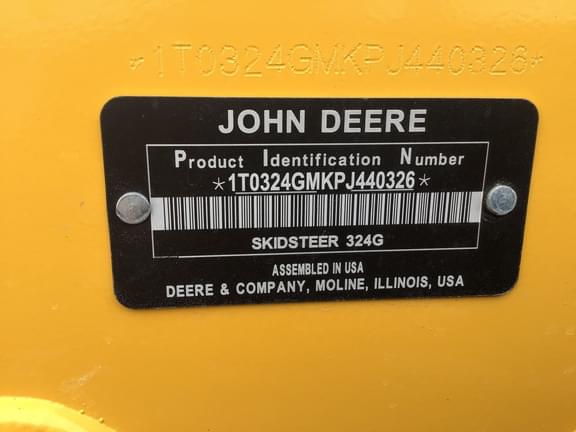 *1T0324GMKPJ440326*
JOHN DEERE
Product Identification Number
*1T0324GMKPJ440326*
SKIDSTEER 324G
ASSEMBLED IN USA
DEERE & COMPANY, MOLINE, ILLINOIS, USA